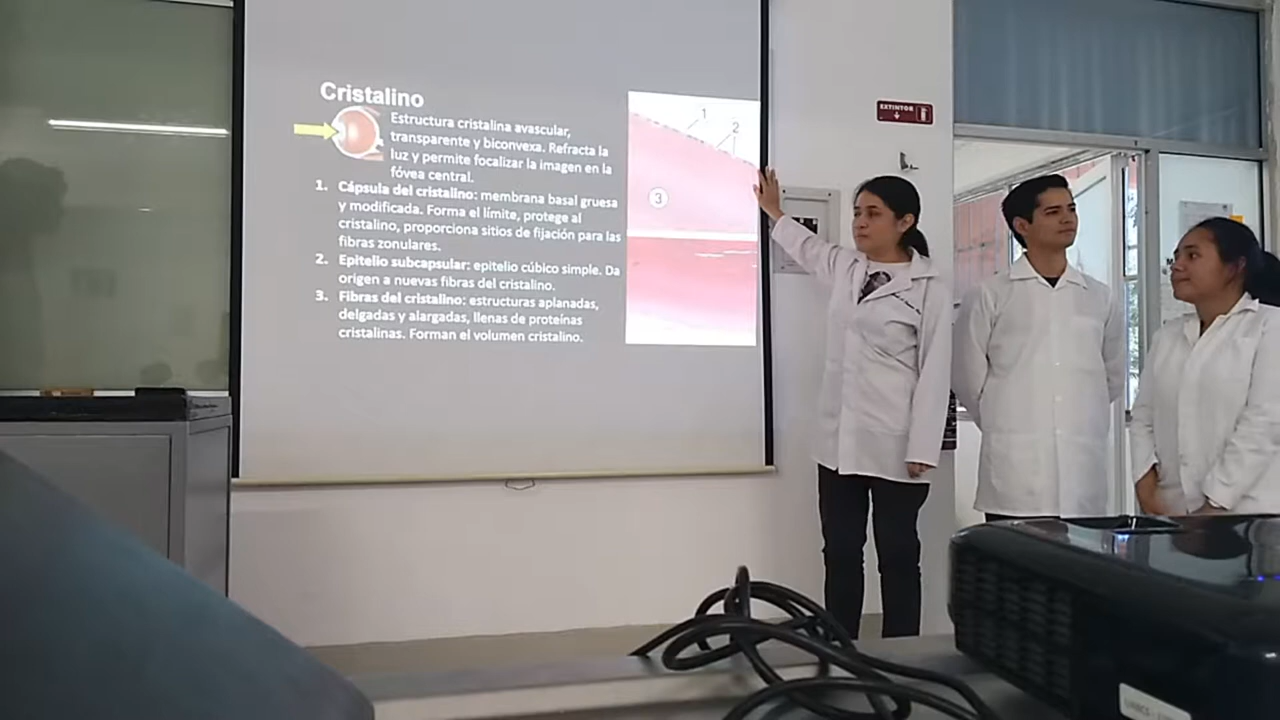 Cristalino
Estructura cristalina avascular,
transparente y biconvexa. Refracta la
luz y permite focalizar la imagen en la
fóvea central.
1. Cápsula del cristalino: membrana basal gruesa
y modificada. Forma el límite, protege al
cristalino, proporciona sitios de fijación para las
fibras zonulares.
2. Epitelio subcapsular: epitelio cúbico simple. Da
origen a nuevas fibras del cristalino.
3. Fibras del cristalino: estructuras aplanadas,
delgadas y alargadas, llenas de proteínas
cristalinas. Forman el volumen cristalino.
1
2
3
EXTINTOR